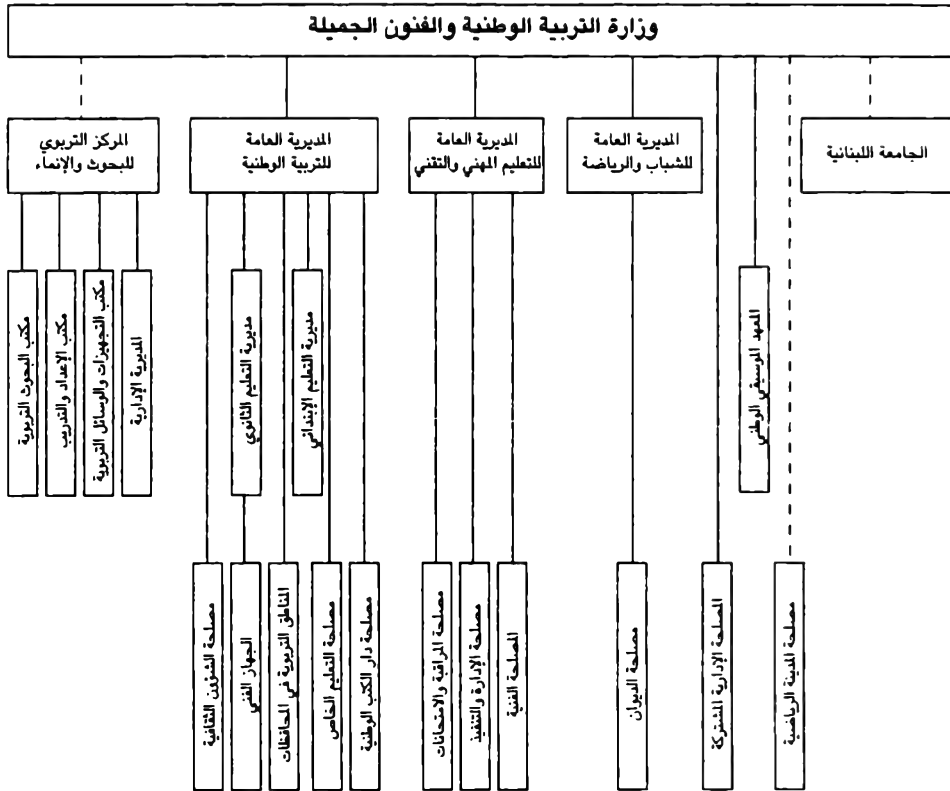 وزارة التربية الوطنية والفنون الجميلة
الجامعة اللبنانية
المديرية العامة
للشباب والرياضة
المديرية العامة
للتعليم المهني والتقني
المديرية العامة
للتربية الوطنية
المركز التربوي
للبحوث والإنماء
المعهد الموسيقي الوطني
مديرية التعليم الإبتدائي
مديرية التعليم الثانوي
المديرية الإدارية
مكتب التجهيزات والوسائل التربوية
مكتب الإعداد والتدريب
مكتب البحوث التربوية
مصلحة المدينة الرياضية
المصلحة الإدارية المشتركة
مصلحة الديوان
المصلحة الفنية
مصلحة الإدارة والتنفيذ
مصلحة المراقبة والامتحانات
مصلحة دار الكتب الوطنية
مصلحة التعليم الخاص
المناطق التربوية في المحافظات
الجهاز الفني
مصلحة الشؤون الثقافية